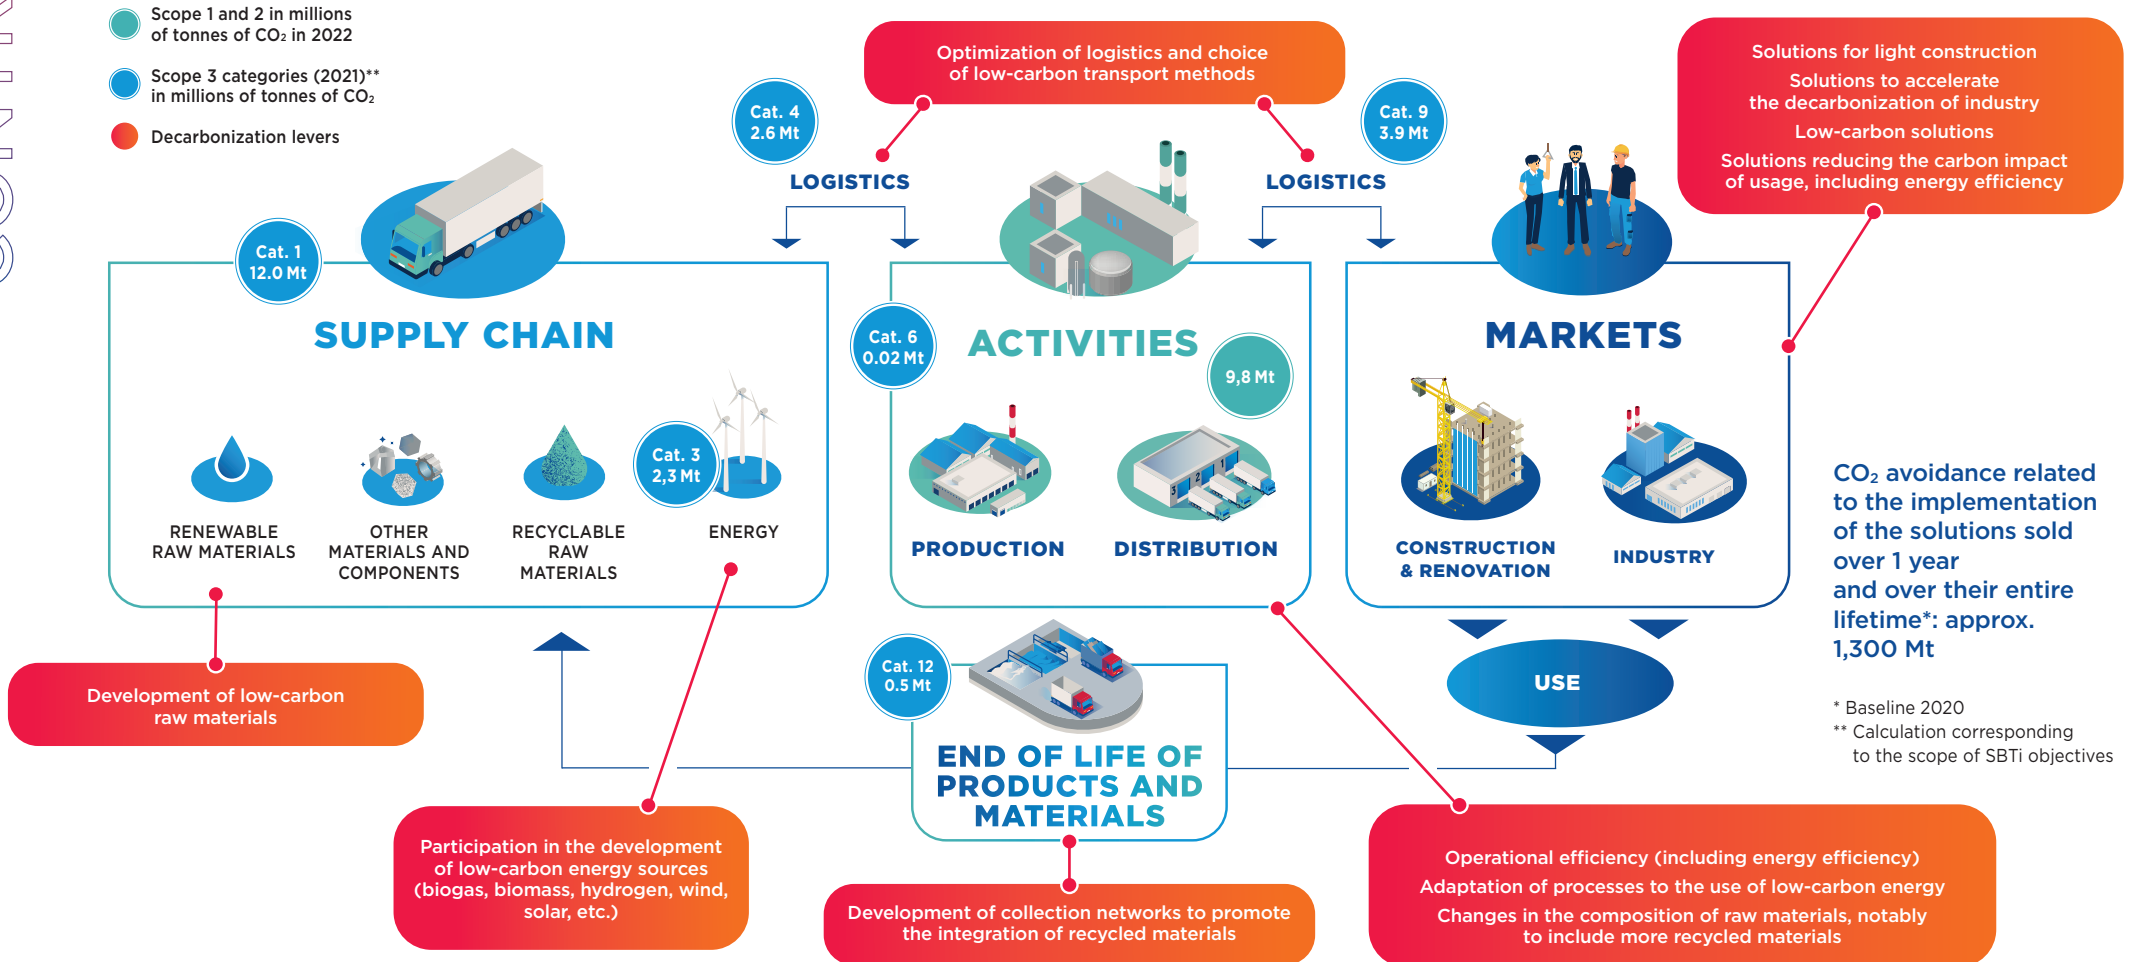 Scope 1 and 2 in millions
of tonnes of CO₂ in 2022
Scope 3 categories (2021)**
in millions of tonnes of CO₂
Decarbonization levers
Optimization of logistics and choice
of low-carbon transport methods
Solutions for light construction
Solutions to accelerate
the decarbonization of industry
Low-carbon solutions
Solutions reducing the carbon impact
of usage, including energy efficiency
Cat. 4
2.6 Mt
LOGISTICS
Cat. 9
3.9 Mt
LOGISTICS
Cat. 1
12.0 Mt
SUPPLY CHAIN
RENEWABLE
RAW MATERIALS
OTHER
MATERIALS AND
COMPONENTS
RECYCLABLE
RAW
MATERIALS
Cat. 3
2,3 Mt
ENERGY
Cat. 6
0.02 Mt
ACTIVITIES
9,8 Mt
PRODUCTION
1
2
3
DISTRIBUTION
MARKETS
CONSTRUCTION
& RENOVATION
INDUSTRY
CO₂ avoidance related
to the implementation
of the solutions sold
over 1 year
and over their entire
lifetime*: approx.
1,300 Mt
* Baseline 2020
** Calculation corresponding
to the scope of SBTi objectives
USE
Cat. 12
0.5 Mt
END OF LIFE OF
PRODUCTS AND
MATERIALS
Development of low-carbon
raw materials
Participation in the development
of low-carbon energy sources
(biogas, biomass, hydrogen, wind,
solar, etc.)
Development of collection networks to promote
the integration of recycled materials
Operational efficiency (including energy efficiency)
Adaptation of processes to the use of low-carbon energy
Changes in the composition of raw materials, notably
to include more recycled materials